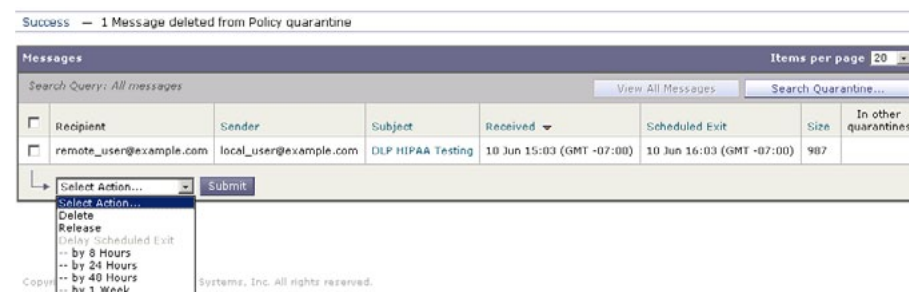 Success — 1 Message deleted from Policy quarantine
Messages
Items per page 20
Search Query: All messages
View All Messages
Search Quarantine...
Recipient Sender Subject Received Scheduled Exit Size In other quarantines
remote_user@example.com local_user@example.com DLP HIPAA Testing 10 Jun 15:03 (GMT -07:00) 10 Jun 16:03 (GMT -07:00) 987
Select Action... Submit
Select Action...
Delete
Release
Delay Scheduled Exit
-- by 8 Hours
-- by 24 Hours
-- by 48 Hours
-- by 1 Week
Copyr Systems, Inc. All rights reserved.